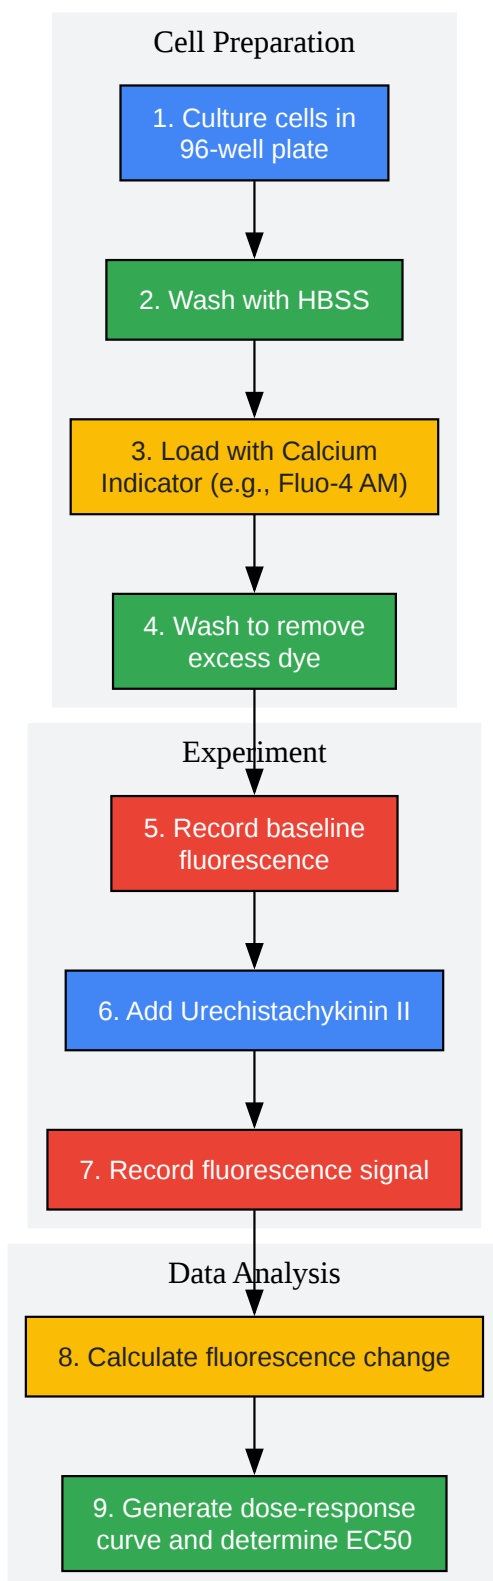 Cell Preparation
1. Culture cells in
96-well plate
2. Wash with HBSS
3. Load with Calcium
Indicator (e.g., Fluo-4 AM)
4. Wash to remove
excess dye
Experiment
5. Record baseline
fluorescence
6. Add Urechistachykinin II
7. Record fluorescence signal
Data Analysis
8. Calculate fluorescence change
9. Generate dose-response
curve and determine EC50